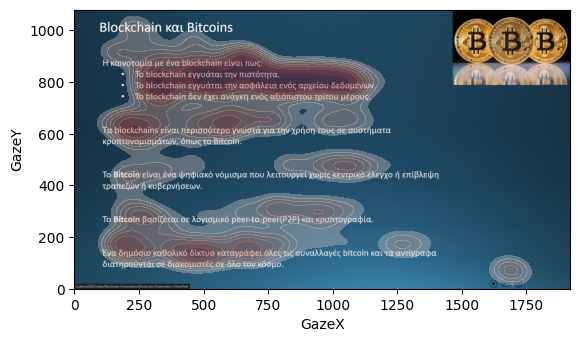 Blockchain και Bitcoins
Η καινοτομία με ένα blockchain είναι πως:
• Το blockchain εγγυάται την πιστότητα.
• Το blockchain εγγυάται την ασφάλεια ενός αρχείου δεδομένων.
• Το blockchain δεν έχει ανάγκη ενός αξιόπιστου τρίτου μέρους.
Τα blockchains είναι περισσότερο γνωστά για την χρήση τους σε συστήματα
κρυπτονομισμάτων, όπως το Bitcoin.
Το Bitcoin είναι ένα ψηφιακό νόμισμα που λειτουργεί χωρίς κεντρικό έλεγχο ή επίβλεψη
τραπεζών ή κυβερνήσεων.
Το Bitcoin βασίζεται σε λογισμικό peer-to-peer(P2P) και κρυπτογραφία.
Ένα δημόσιο καθολικό δίκτυο καταγράφει όλες τις συναλλαγές bitcoin και τα αντίγραφα
διατηρούνται σε διακομιστές σε όλο τον κόσμο.
GazeY
1000
800
600
400
200
0
0 250 500 750 1000 1250 1500 1750
GazeX